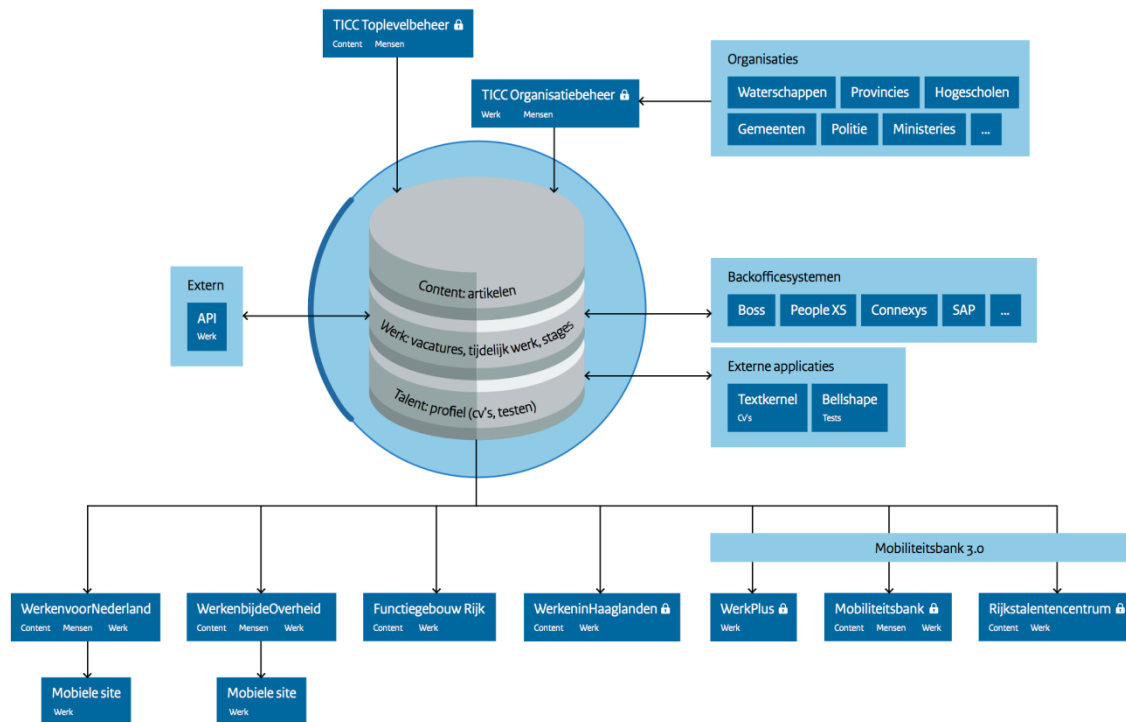 TICC Toplevelbeheer
Content Mensen
TICC Organisatiebeheer
Werk Mensen
Organisaties
Waterschappen Provincies Hogescholen
Gemeenten Politie Ministeries ...
Extern
API
Werk
Content: artikelen
Werk: vacatures, tijdelijk werk, stages
Talent: profiel (cv's, testen)
Backofficesystemen
Boss People XS Connexys SAP ...
Externe applicaties
Textkernel Bellshape
Cv's Tests
Mobiliteitsbank 3.0
WerkenvoorNederland
Content Mensen Werk
WerkenbijdeOverheid
Content Mensen Werk
Functiegebouw Rijk
Content Werk
WerkeninHaaglanden
Content Werk
WerkPlus
Werk
Mobiliteitsbank
Content Mensen Werk
Rijkstalentencentrum
Content Werk
Mobiele site
Werk
Mobiele site
Werk